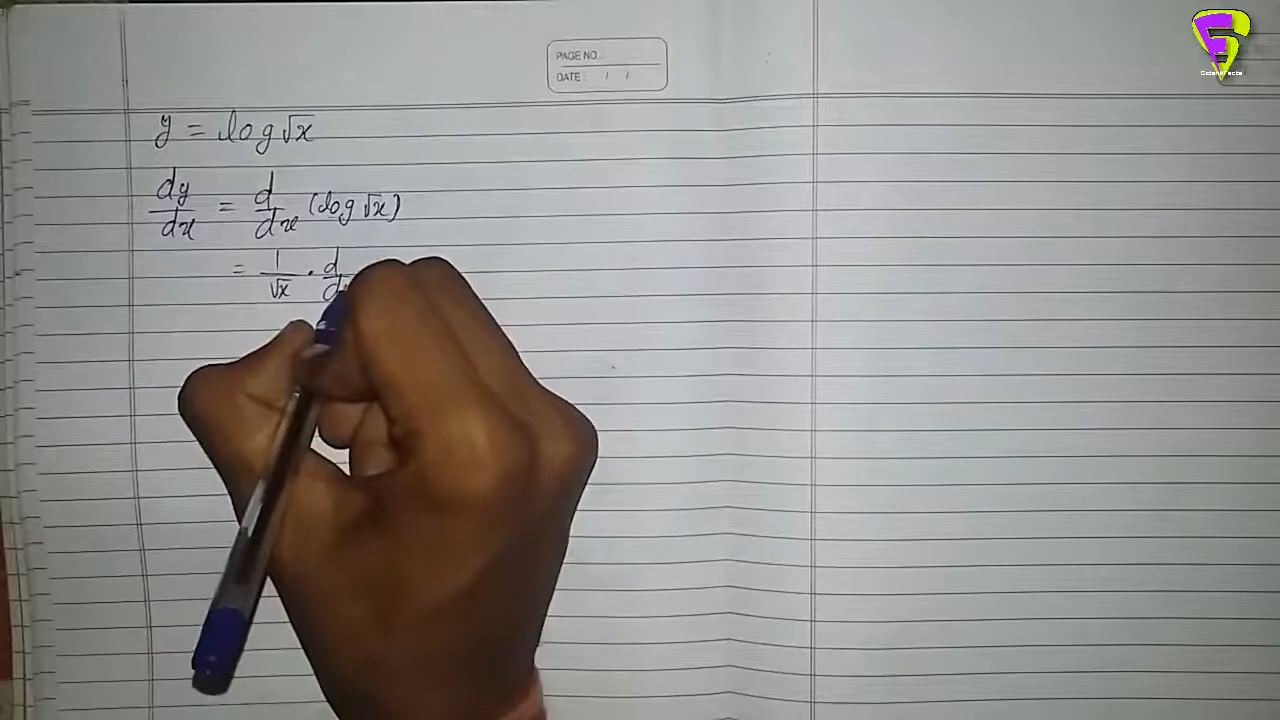 PAGE NO.:
DATE: / /
y = log √x
dy/dx = d/dx (log √x)
= 1/√x · d/d